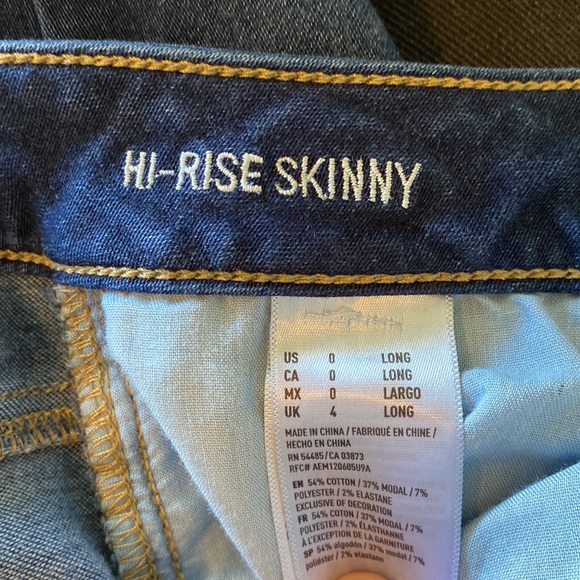 HI-RISE SKINNY
US 0 LONG
CA 0 LONG
MX 0 LARGO
UK 4 LONG
MADE IN CHINA / FABRIQUÉ EN CHINE /
HECHO EN CHINA
RN 54485/CA 03873
RFC# AEM120605U9A
EN 54% COTTON / 37% MODAL / 7%
POLYESTER / 2% ELASTANE
EXCLUSIVE OF DECORATION
FR 54% COTON / 37% MODAL / 7%
POLYESTER / 2% ÉLASTHANNE
À L'EXCEPTION DE LA GARNITURE
SP 54% algodón / 37% modal / 7%
poliéster / 2% elastano